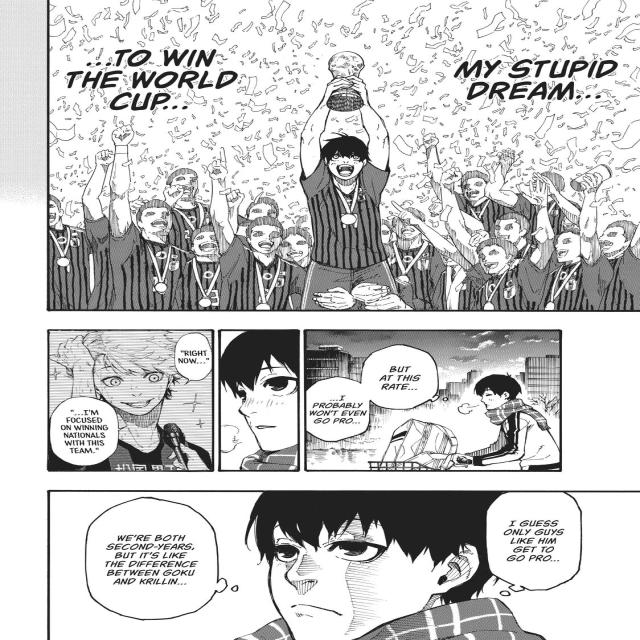 MY STUPID
DREAM...
...TO WIN
THE WORLD
CUP...
BUT
AT THIS
RATE...
...I
PROBABLY
WON'T EVEN
GO PRO...
"RIGHT
NOW..."
"...I'M
FOCUSED
ON WINNING
NATIONALS
WITH THIS
TEAM."
I GUESS
ONLY GUYS
LIKE HIM
GET TO
GO PRO...
WE'RE BOTH
SECOND-YEARS,
BUT IT'S LIKE
THE DIFFERENCE
BETWEEN GOKU
AND KRILLIN...